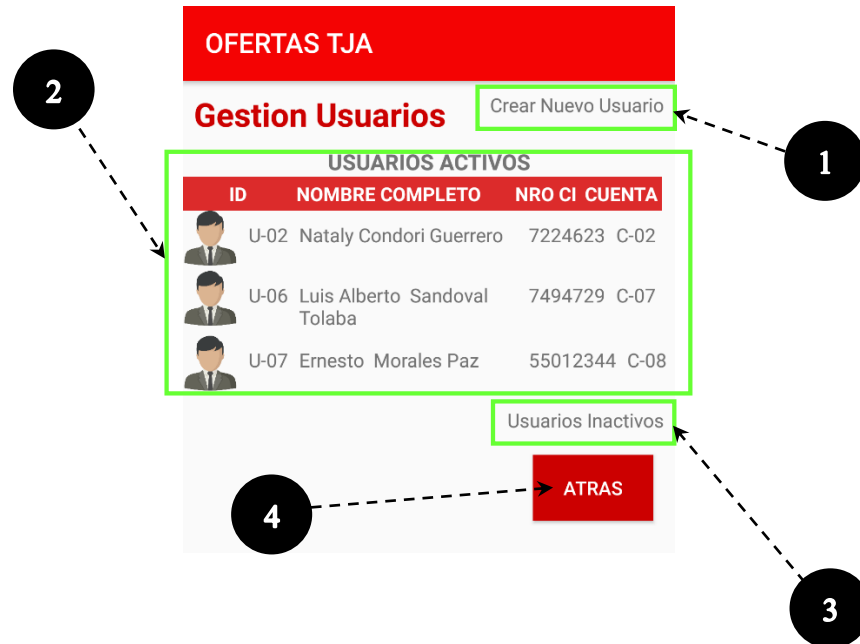 OFERTAS TJA
2
Gestion Usuarios
Crear Nuevo Usuario
1
USUARIOS ACTIVOS
ID NOMBRE COMPLETO NRO CI CUENTA
U-02 Nataly Condori Guerrero 7224623 C-02
U-06 Luis Alberto Sandoval 7494729 C-07
Tolaba
U-07 Ernesto Morales Paz 55012344 C-08
Usuarios Inactivos
ATRAS
4
3